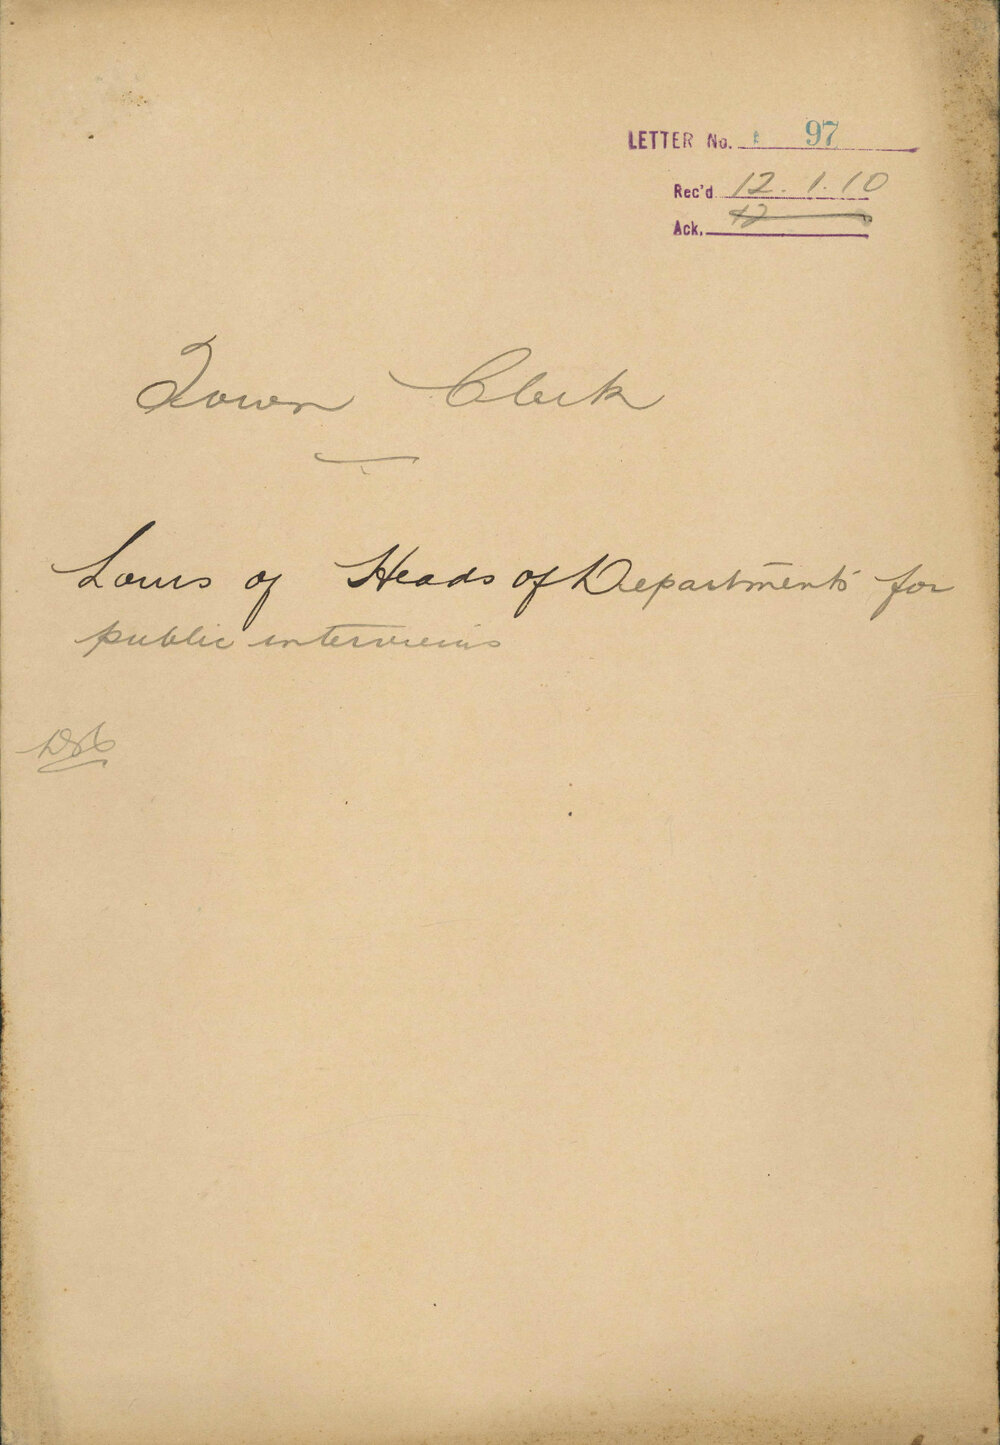 LETTER No. 97
Rec'd 12.1.10
Ack.
Town Clerk
Hours of Heads of Departments for
public interviews